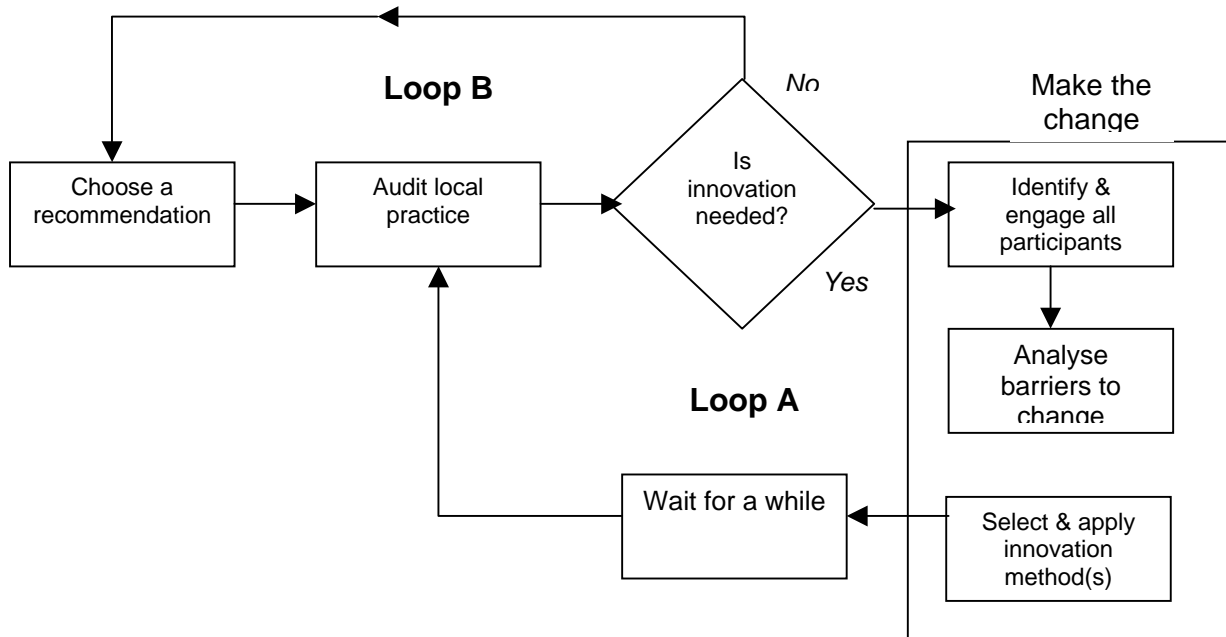 Loop B
No
Make the
change
Choose a
recommendation
Audit local
practice
Is
innovation
needed?
Identify &
engage all
participants
Yes
Analyse
barriers to
change
Loop A
Wait for a while
Select & apply
innovation
method(s)